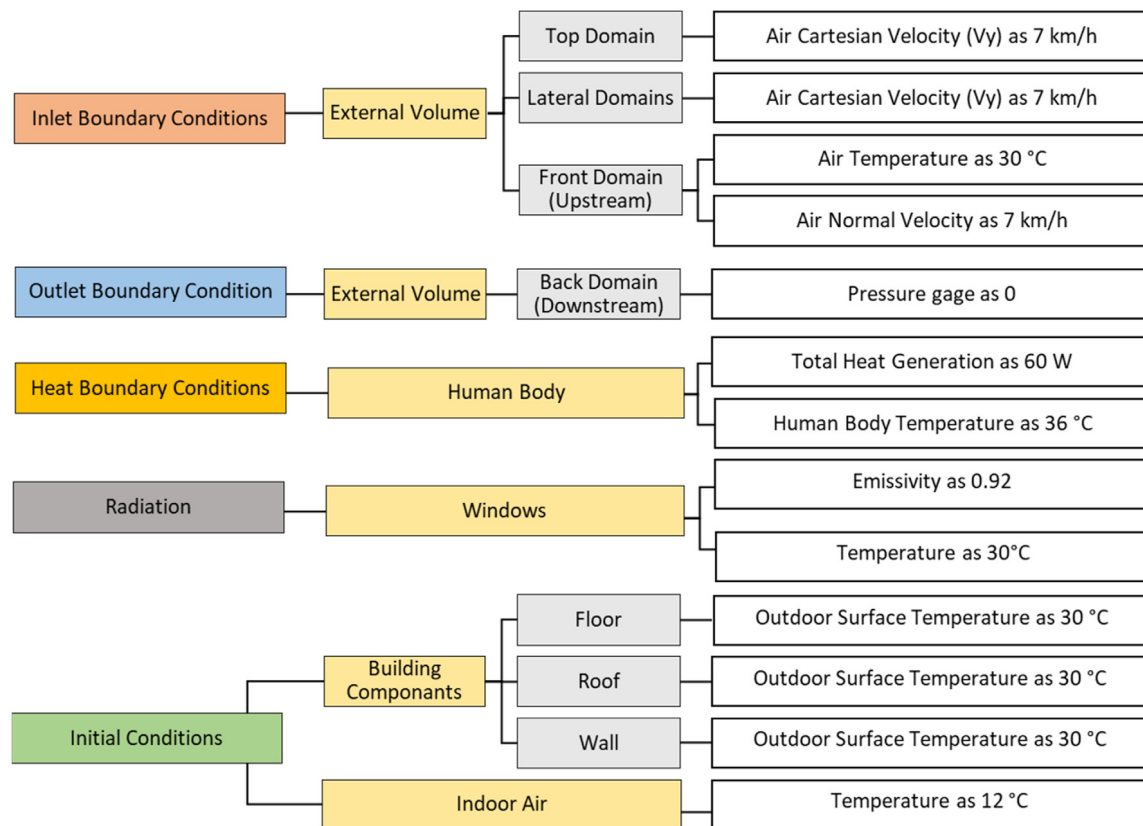 Top Domain
Air Cartesian Velocity (Vy) as 7 km/h
Inlet Boundary Conditions
External Volume
Lateral Domains
Air Cartesian Velocity (Vy) as 7 km/h
Front Domain
(Upstream)
Air Temperature as 30 °C
Air Normal Velocity as 7 km/h
Outlet Boundary Condition
External Volume
Back Domain
(Downstream)
Pressure gage as 0
Heat Boundary Conditions
Human Body
Total Heat Generation as 60 W
Human Body Temperature as 36 °C
Radiation
Windows
Emissivity as 0.92
Temperature as 30°C
Initial Conditions
Building
Componants
Floor
Outdoor Surface Temperature as 30 °C
Roof
Outdoor Surface Temperature as 30 °C
Wall
Outdoor Surface Temperature as 30 °C
Indoor Air
Temperature as 12 °C